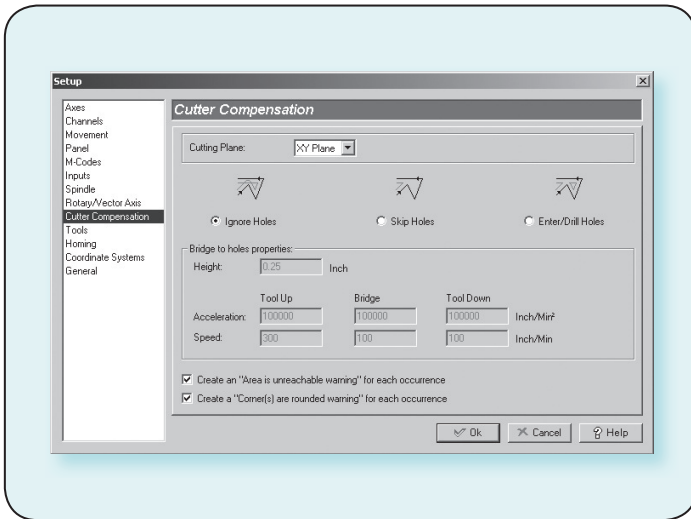 Setup
Axes
Channels
Movement
Panel
M-Codes
Inputs
Spindle
Rotary/Vector Axis
Cutter Compensation
Tools
Homing
Coordinate Systems
General
Cutter Compensation
Cutting Plane: XY Plane
Ignore Holes Skip Holes Enter/Drill Holes
Bridge to holes properties:
Height: 0.25 Inch
Tool Up Bridge Tool Down
Acceleration: 100000 100000 100000 Inch/Min²
Speed: 300 100 100 Inch/Min
Create an "Area is unreachable warning" for each occurrence
Create a "Corner(s) are rounded warning" for each occurrence
Ok Cancel Help